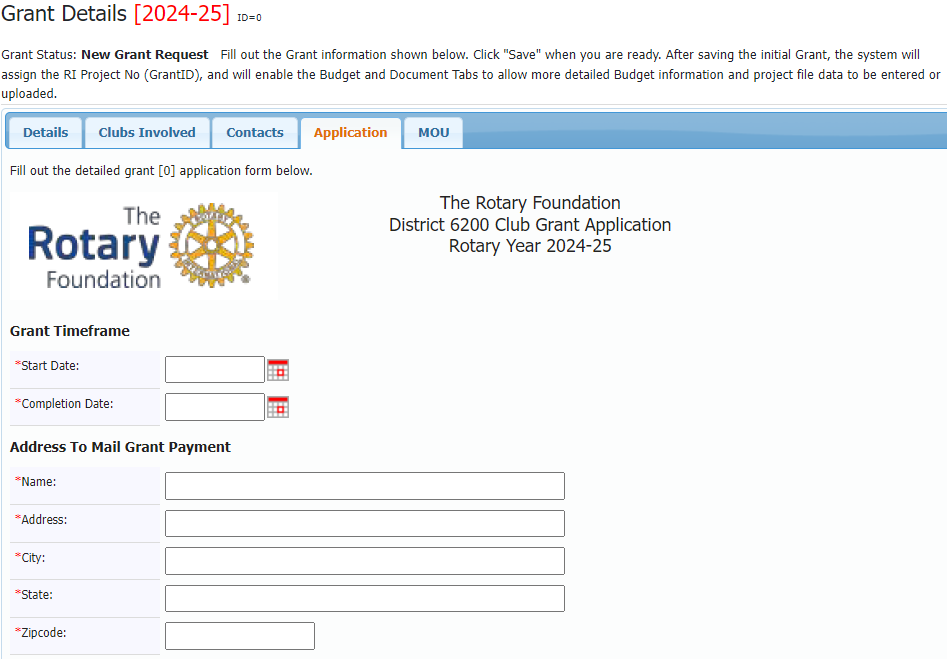 Grant Details [2024-25] ID=0
Grant Status: New Grant Request Fill out the Grant information shown below. Click "Save" when you are ready. After saving the initial Grant, the system will
assign the RI Project No (GrantID), and will enable the Budget and Document Tabs to allow more detailed Budget information and project file data to be entered or
uploaded.
Details Clubs Involved Contacts Application MOU
Fill out the detailed grant [0] application form below.
The
Rotary
Foundation
ROTARY
INTERNATIONAL
The Rotary Foundation
District 6200 Club Grant Application
Rotary Year 2024-25
Grant Timeframe
*Start Date:
*Completion Date:
Address To Mail Grant Payment
*Name:
*Address:
*City:
*State:
*Zipcode: